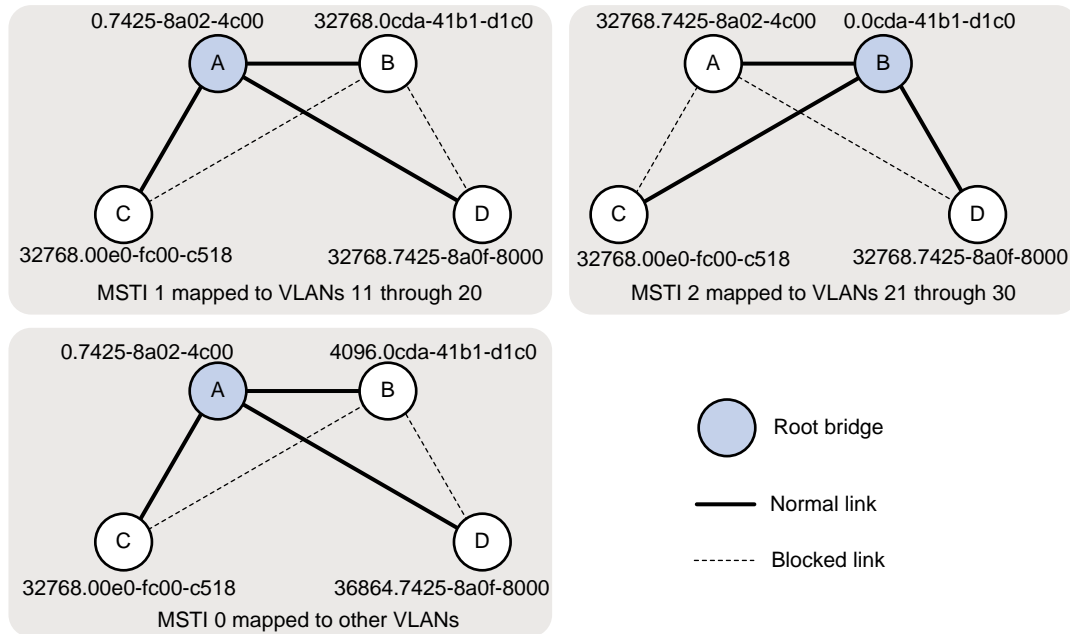 0.7425-8a02-4c00
32768.0cda-41b1-d1c0
A
B
C
D
32768.00e0-fc00-c518
32768.7425-8a0f-8000
MSTI 1 mapped to VLANs 11 through 20
32768.7425-8a02-4c00
0.0cda-41b1-d1c0
A
B
C
D
32768.00e0-fc00-c518
32768.7425-8a0f-8000
MSTI 2 mapped to VLANs 21 through 30
0.7425-8a02-4c00
4096.0cda-41b1-d1c0
A
B
C
D
32768.00e0-fc00-c518
36864.7425-8a0f-8000
MSTI 0 mapped to other VLANs
Root bridge
Normal link
Blocked link